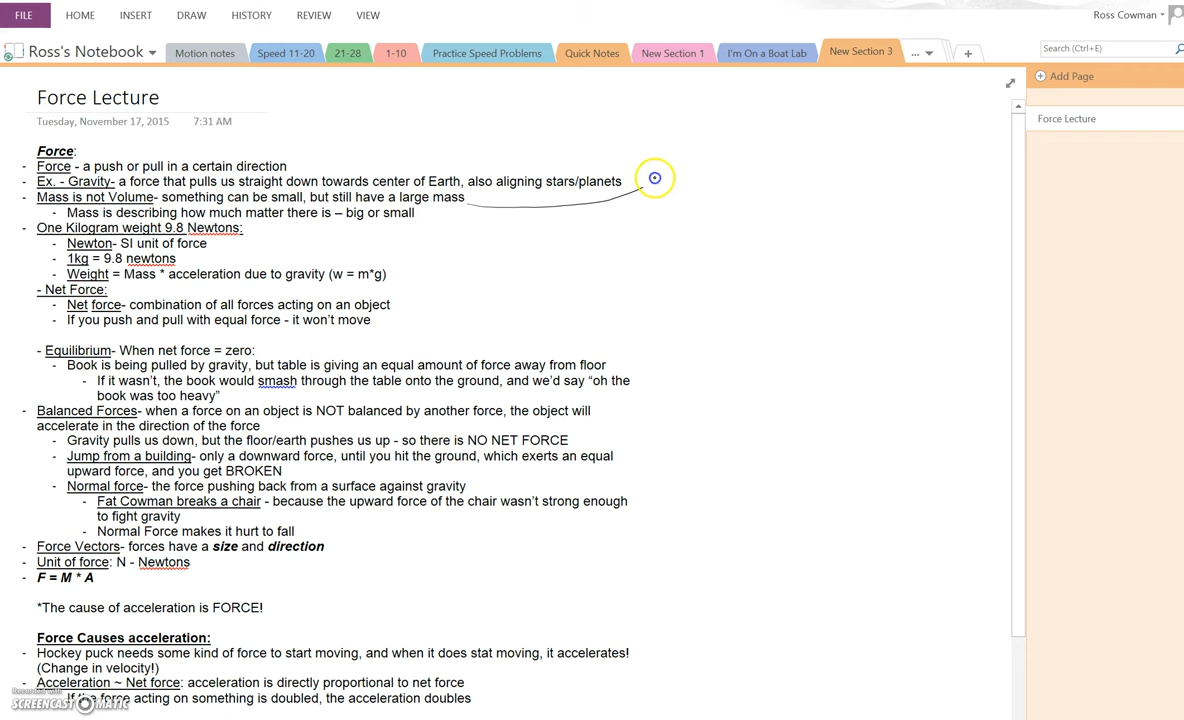 FILE HOME INSERT DRAW HISTORY REVIEW VIEW Ross Cowman
Ross's Notebook Motion notes Speed 11-20 21-28 1-10 Practice Speed Problems Quick Notes New Section 1 I'm On a Boat Lab New Section 3 ... + Search (Ctrl+E)
Add Page
Force Lecture
Force Lecture
Tuesday, November 17, 2015 7:31 AM
Force:
- Force - a push or pull in a certain direction
- Ex. - Gravity- a force that pulls us straight down towards center of Earth, also aligning stars/planets
- Mass is not Volume- something can be small, but still have a large mass
- Mass is describing how much matter there is – big or small
- One Kilogram weight 9.8 Newtons:
- Newton- SI unit of force
- 1kg = 9.8 newtons
- Weight = Mass * acceleration due to gravity (w = m*g)
- Net Force:
- Net force- combination of all forces acting on an object
- If you push and pull with equal force - it won't move
- Equilibrium- When net force = zero:
- Book is being pulled by gravity, but table is giving an equal amount of force away from floor
- If it wasn't, the book would smash through the table onto the ground, and we'd say “oh the
book was too heavy”
- Balanced Forces- when a force on an object is NOT balanced by another force, the object will
accelerate in the direction of the force
- Gravity pulls us down, but the floor/earth pushes us up - so there is NO NET FORCE
- Jump from a building- only a downward force, until you hit the ground, which exerts an equal
upward force, and you get BROKEN
- Normal force- the force pushing back from a surface against gravity
- Fat Cowman breaks a chair - because the upward force of the chair wasn't strong enough
to fight gravity
- Normal Force makes it hurt to fall
- Force Vectors- forces have a size and direction
- Unit of force: N - Newtons
- F = M * A
*The cause of acceleration is FORCE!
Force Causes acceleration:
- Hockey puck needs some kind of force to start moving, and when it does stat moving, it accelerates!
(Change in velocity!)
- Acceleration ~ Net force: acceleration is directly proportional to net force
If the force acting on something is doubled, the acceleration doubles
Recorded with
SCREENCAST MATIC